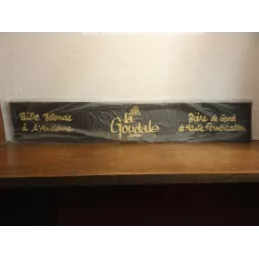 Bière Blonde
à l'Ancienne
la
Goudale
Bière de Garde
de Haute Fermentation